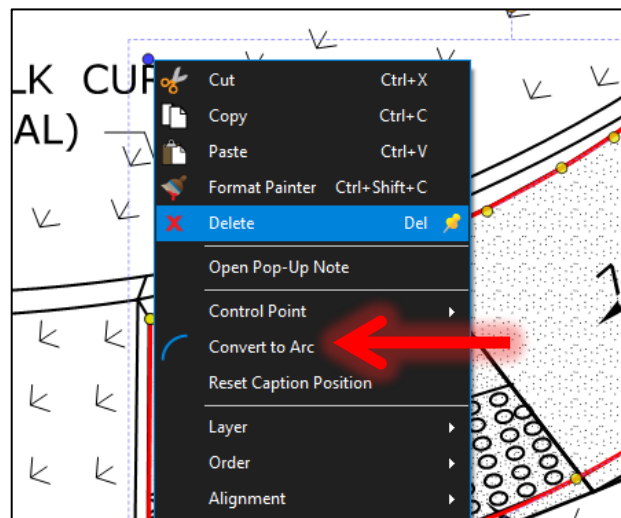 LK CUR
AL)
Cut Ctrl+X
Copy Ctrl+C
Paste Ctrl+V
Format Painter Ctrl+Shift+C
Delete Del
Open Pop-Up Note
Control Point
Convert to Arc
Reset Caption Position
Layer
Order
Alignment